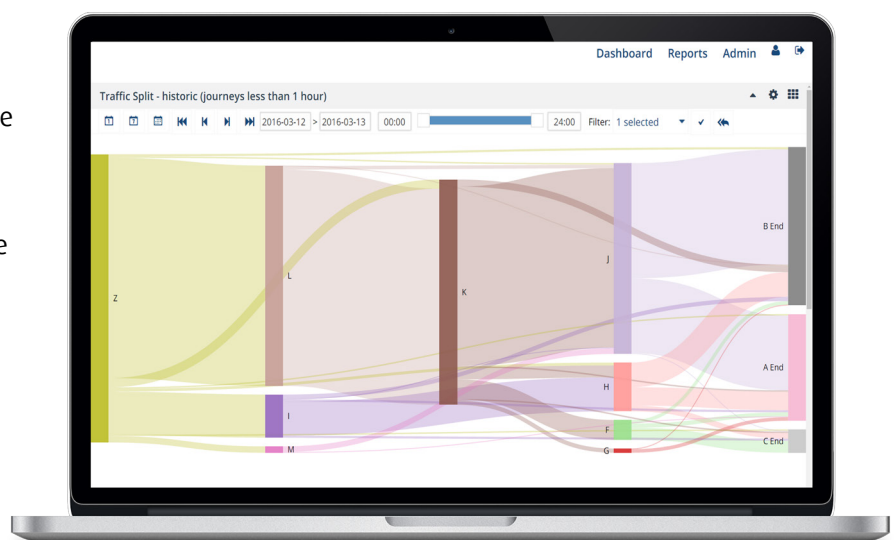 Dashboard Reports Admin
Traffic Split - historic (journeys less than 1 hour)
e
2016-03-12 > 2016-03-13 00:00 24:00 Filter: 1 selected
B End
e
J
L
K
Z
A End
H
I
F
C End
M
G